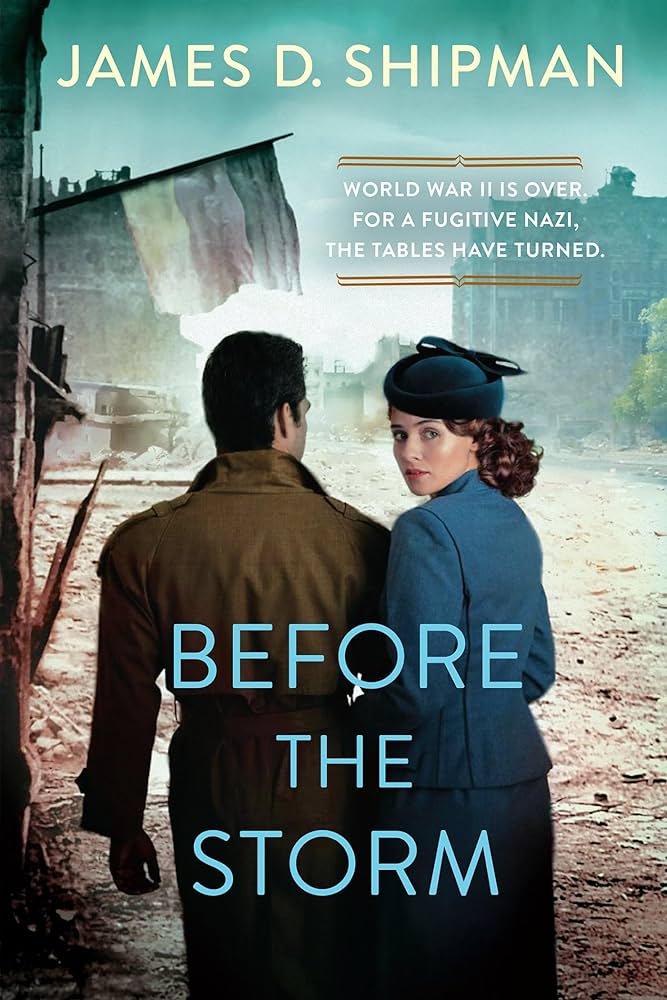 JAMES D. SHIPMAN
WORLD WAR II IS OVER.
FOR A FUGITIVE NAZI,
THE TABLES HAVE TURNED.
BEFORE
THE
STORM